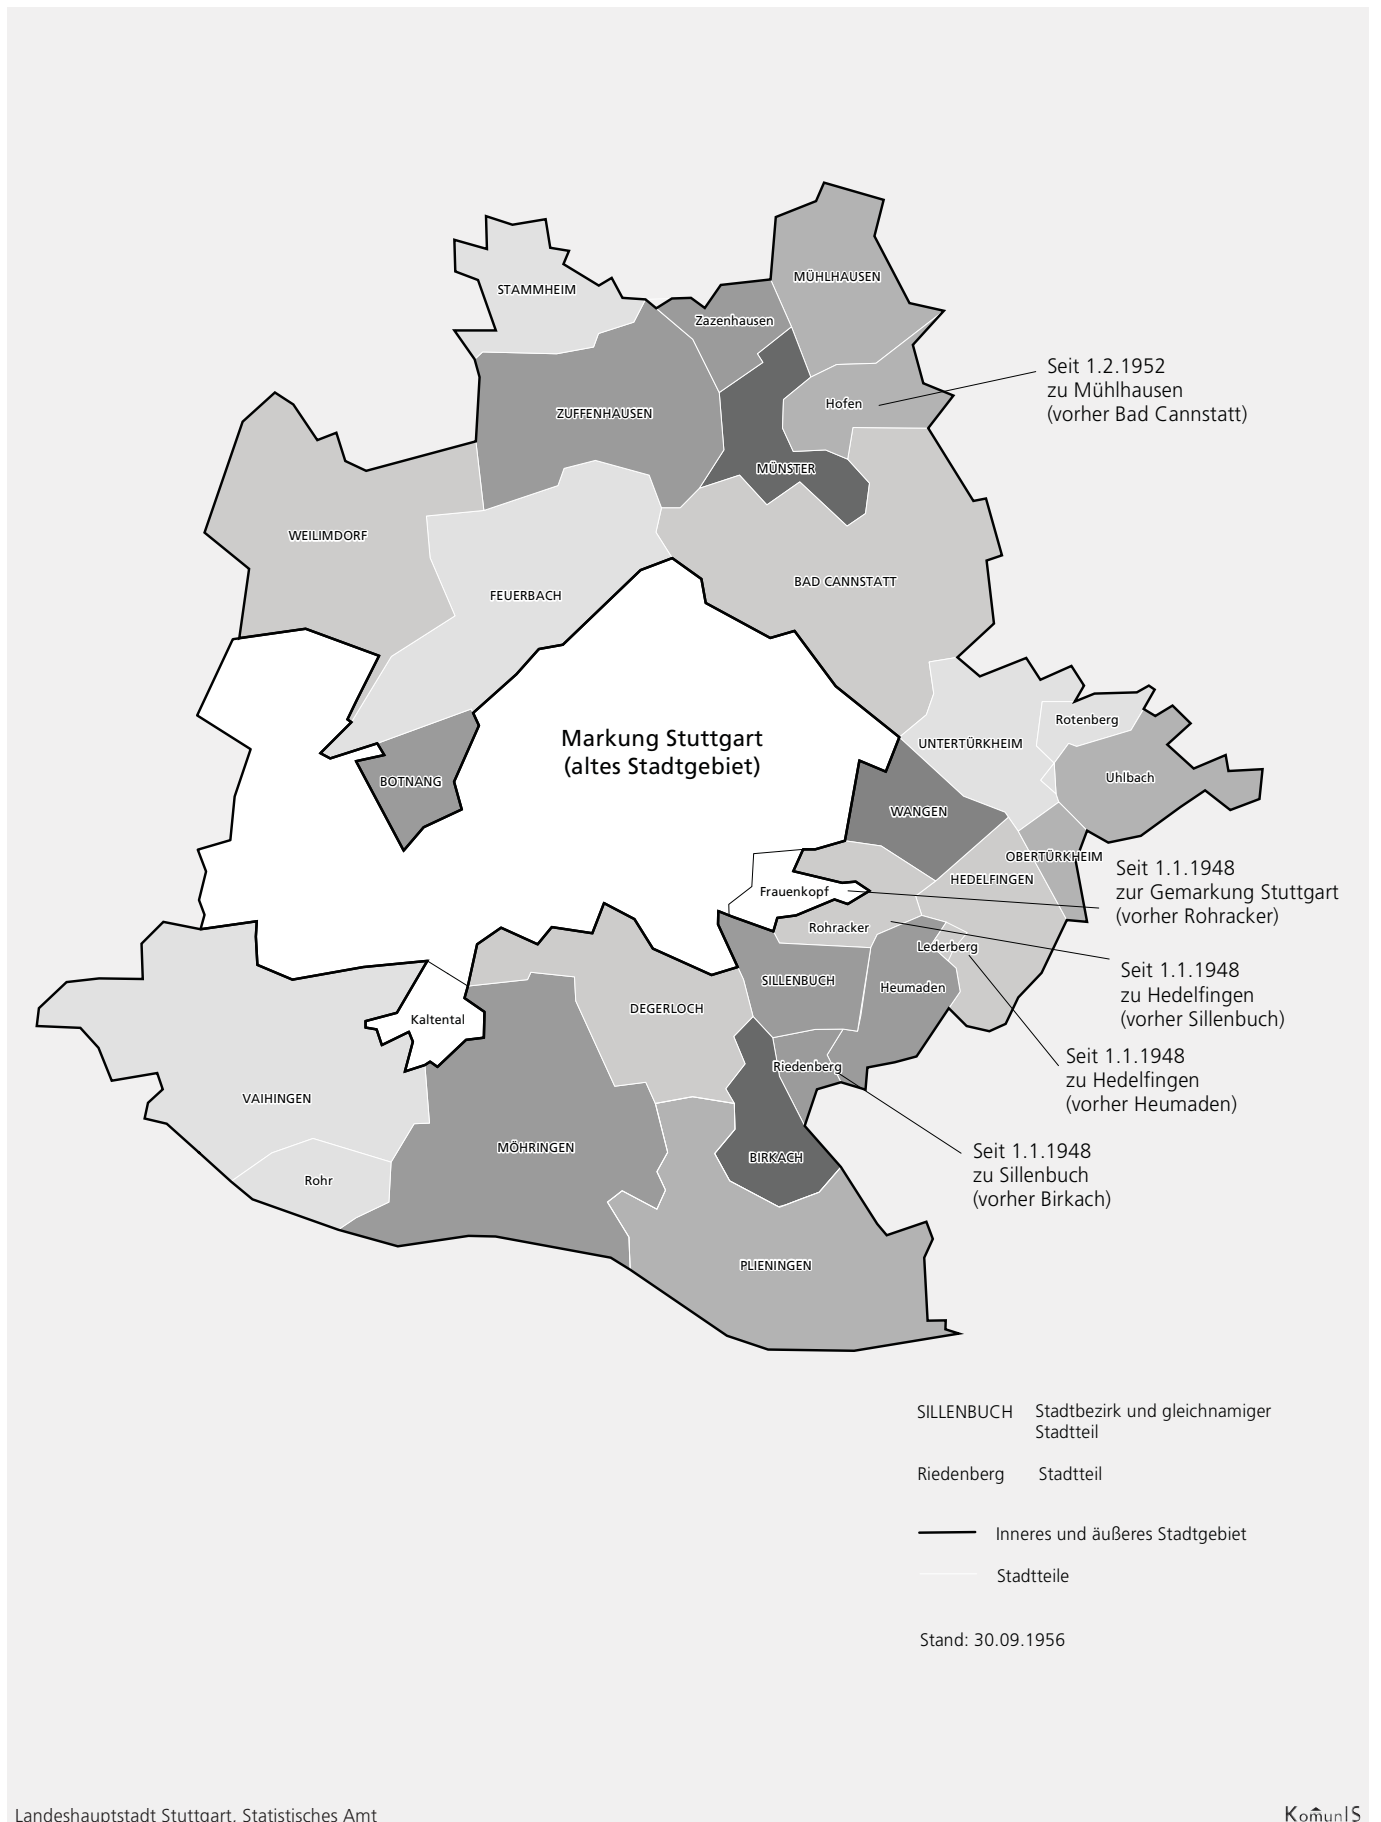 MÜHLHAUSEN
STAMMHEIM
Zazenhausen
Seit 1.2.1952
zu Mühlhausen
(vorher Bad Cannstatt)
Hofen
ZUFFENHAUSEN
MÜNSTER
WEILIMDORF
BAD CANNSTATT
FEUERBACH
Rotenberg
Markung Stuttgart
(altes Stadtgebiet)
UNTERTÜRKHEIM
Uhlbach
BOTNANG
WANGEN
OBERTÜRKHEIM
Seit 1.1.1948
zur Gemarkung Stuttgart
(vorher Rohracker)
HEDELFINGEN
Frauenkopf
Rohracker
Lederberg
Seit 1.1.1948
zu Hedelfingen
(vorher Sillenbuch)
SILLENBUCH
Heumaden
DEGERLOCH
Kaltental
Seit 1.1.1948
zu Hedelfingen
(vorher Heumaden)
Riedenberg
VAIHINGEN
MÖHRINGEN
BIRKACH
Seit 1.1.1948
zu Sillenbuch
(vorher Birkach)
Rohr
PLIENINGEN
SILLENBUCH Stadtbezirk und gleichnamiger
Stadtteil
Riedenberg Stadtteil
Inneres und äußeres Stadtgebiet
Stadtteile
Stand: 30.09.1956
Landeshauptstadt Stuttgart, Statistisches Amt
KomunIS